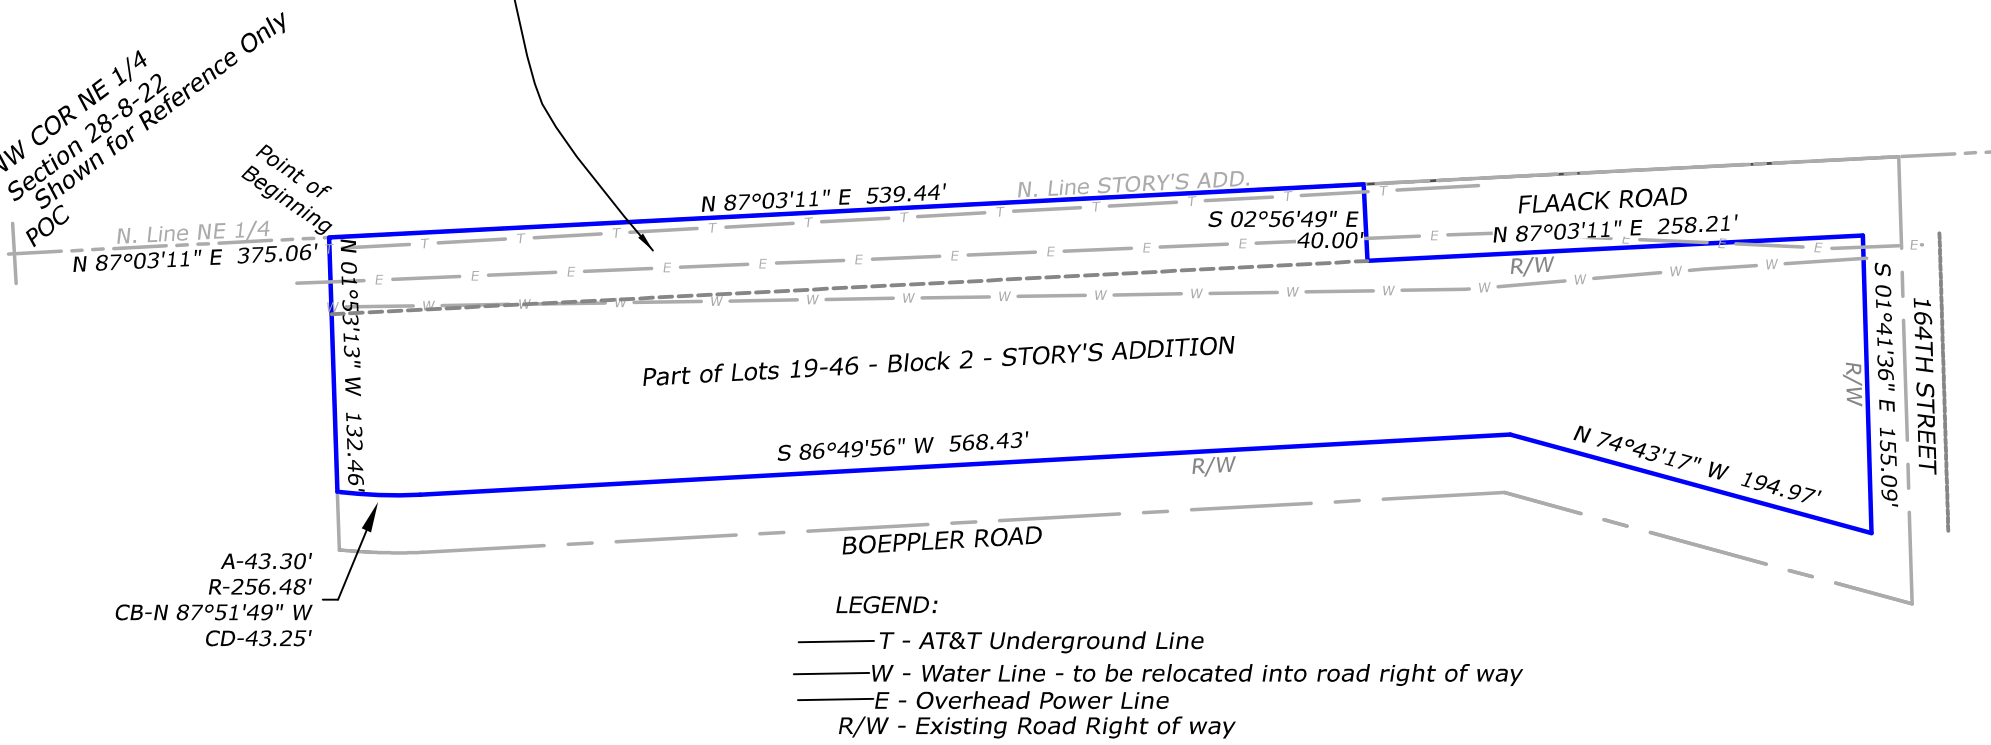 NW COR NE 1/4
Section 28-8-22
Shown for Reference Only
POC
Point of
Beginning
N. Line NE 1/4
N 87°03'11" E 375.06'
N 87°03'11" E 539.44'
N. Line STORY'S ADD.
S 02°56'49" E
40.00'
FLAACK ROAD
N 87°03'11" E 258.21'
R/W
N 01°53'13" W 132.46'
T T T T T T T T T T T
E E E E E E E E E E E E E E E
W W W W W W W W W W W W W W W W
Part of Lots 19-46 - Block 2 - STORY'S ADDITION
R/W
S 01°41'36" E 155.09'
164TH STREET
S 86°49'56" W 568.43'
R/W
N 74°43'17" W 194.97'
BOEPPLER ROAD
A-43.30'
R-256.48'
CB-N 87°51'49" W
CD-43.25'
LEGEND:
T - AT&T Underground Line
W - Water Line - to be relocated into road right of way
E - Overhead Power Line
R/W - Existing Road Right of way